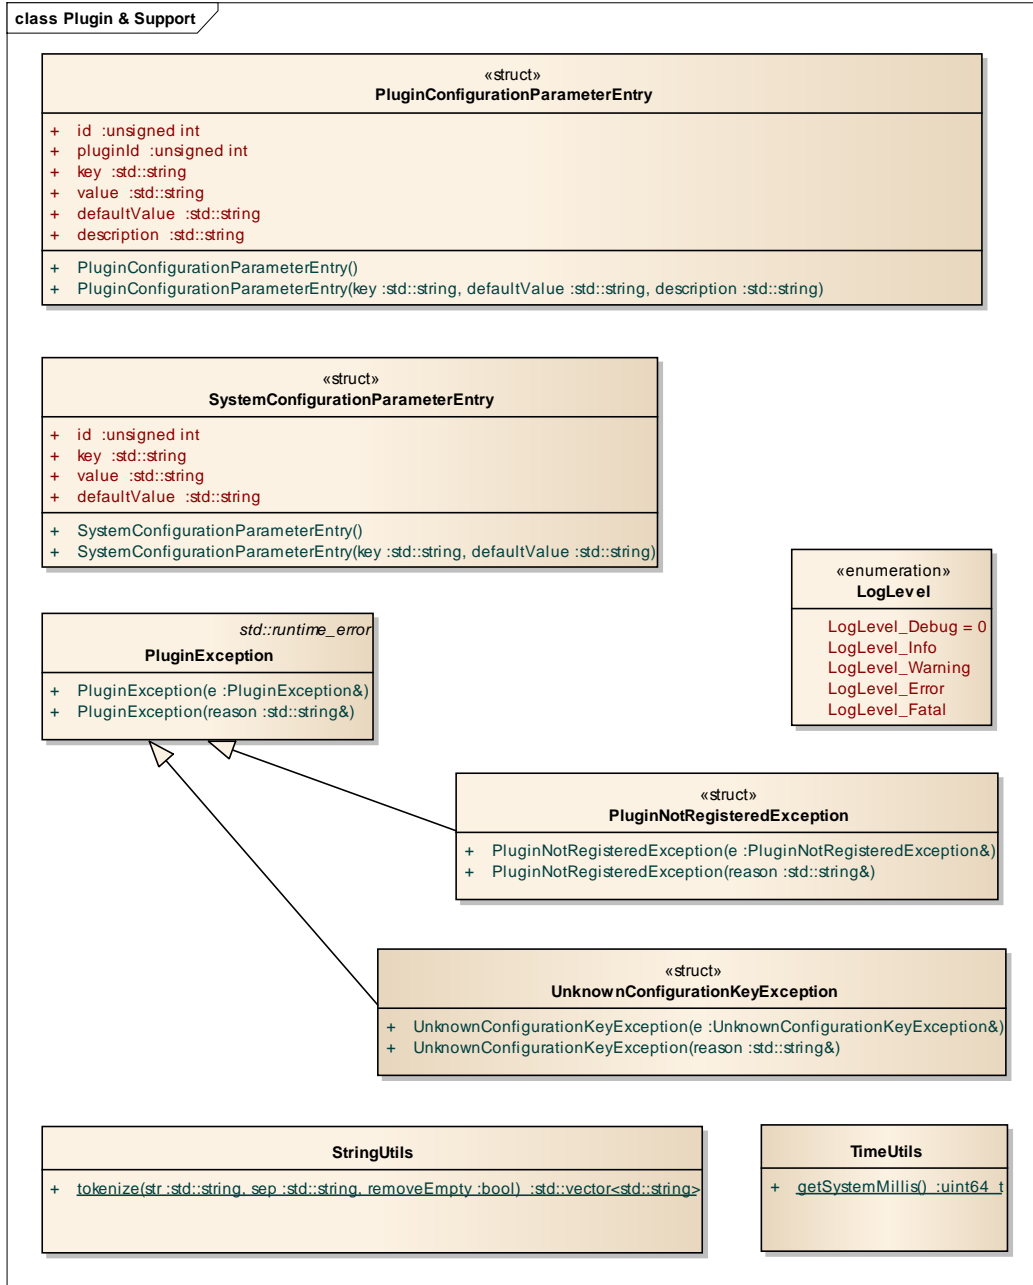 class Plugin & Support
«struct»
PluginConfigurationParameterEntry
+ id :unsigned int
+ pluginId :unsigned int
+ key :std::string
+ value :std::string
+ defaultValue :std::string
+ description :std::string
+ PluginConfigurationParameterEntry()
+ PluginConfigurationParameterEntry(key :std::string, defaultValue :std::string, description :std::string)
«struct»
SystemConfigurationParameterEntry
+ id :unsigned int
+ key :std::string
+ value :std::string
+ defaultValue :std::string
+ SystemConfigurationParameterEntry()
+ SystemConfigurationParameterEntry(key :std::string, defaultValue :std::string)
«enumeration»
LogLevel
LogLevel_Debug = 0
LogLevel_Info
LogLevel_Warning
LogLevel_Error
LogLevel_Fatal
std::runtime_error
PluginException
+ PluginException(e :PluginException&)
+ PluginException(reason :std::string&)
«struct»
PluginNotRegisteredException
+ PluginNotRegisteredException(e :PluginNotRegisteredException&)
+ PluginNotRegisteredException(reason :std::string&)
«struct»
UnknownConfigurationKeyException
+ UnknownConfigurationKeyException(e :UnknownConfigurationKeyException&)
+ UnknownConfigurationKeyException(reason :std::string&)
StringUtils
+ tokenize(str :std::string, sep :std::string, removeEmpty :bool) :std::vector<std::string>
TimeUtils
+ getSystemMillis() :uint64_t